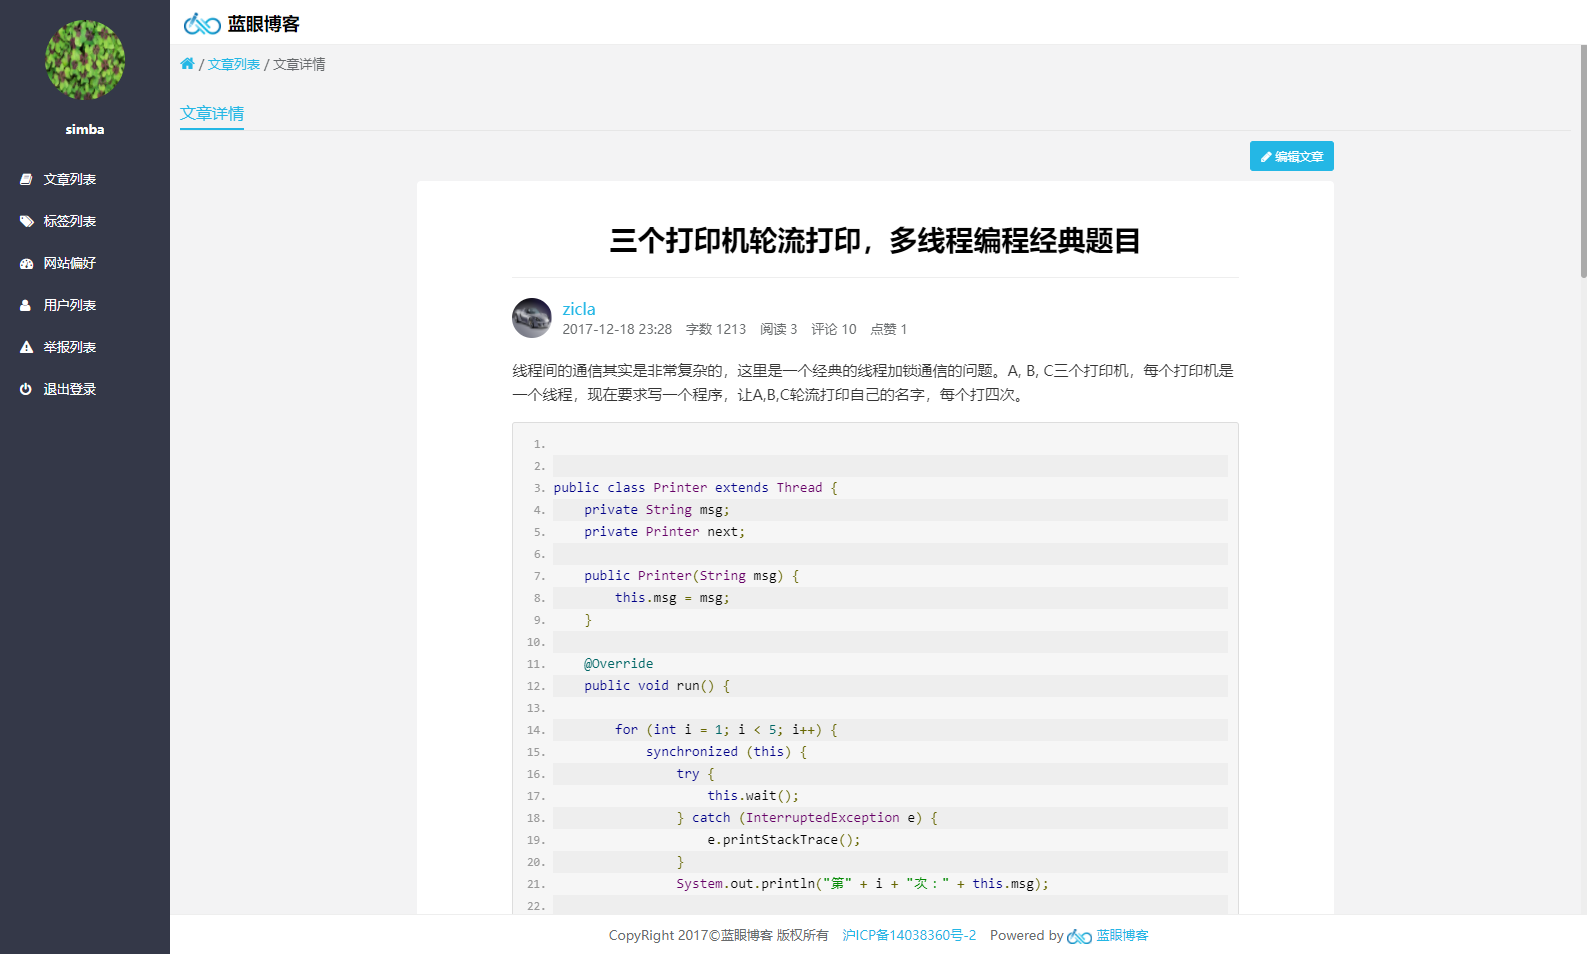 蓝眼博客
simba
文章列表
标签列表
网站偏好
用户列表
举报列表
退出登录
/ 文章列表 / 文章详情
文章详情
编辑文章
三个打印机轮流打印，多线程编程经典题目
zicla
2017-12-18 23:28 字数 1213 阅读 3 评论 10 点赞 1
线程间的通信其实是非常复杂的，这里是一个经典的线程加锁通信的问题。A, B, C三个打印机，每个打印机是
一个线程，现在要求写一个程序，让A,B,C轮流打印自己的名字，每个打四次。
1.
2.
3. public class Printer extends Thread {
4.     private String msg;
5.     private Printer next;
6.
7.     public Printer(String msg) {
8.         this.msg = msg;
9.     }
10.
11.     @Override
12.     public void run() {
13.
14.         for (int i = 1; i < 5; i++) {
15.             synchronized (this) {
16.                 try {
17.                     this.wait();
18.                 } catch (InterruptedException e) {
19.                     e.printStackTrace();
20.                 }
21.                 System.out.println("第" + i + "次：" + this.msg);
22.
CopyRight 2017©蓝眼博客 版权所有 沪ICP备14038360号-2 Powered by 蓝眼博客